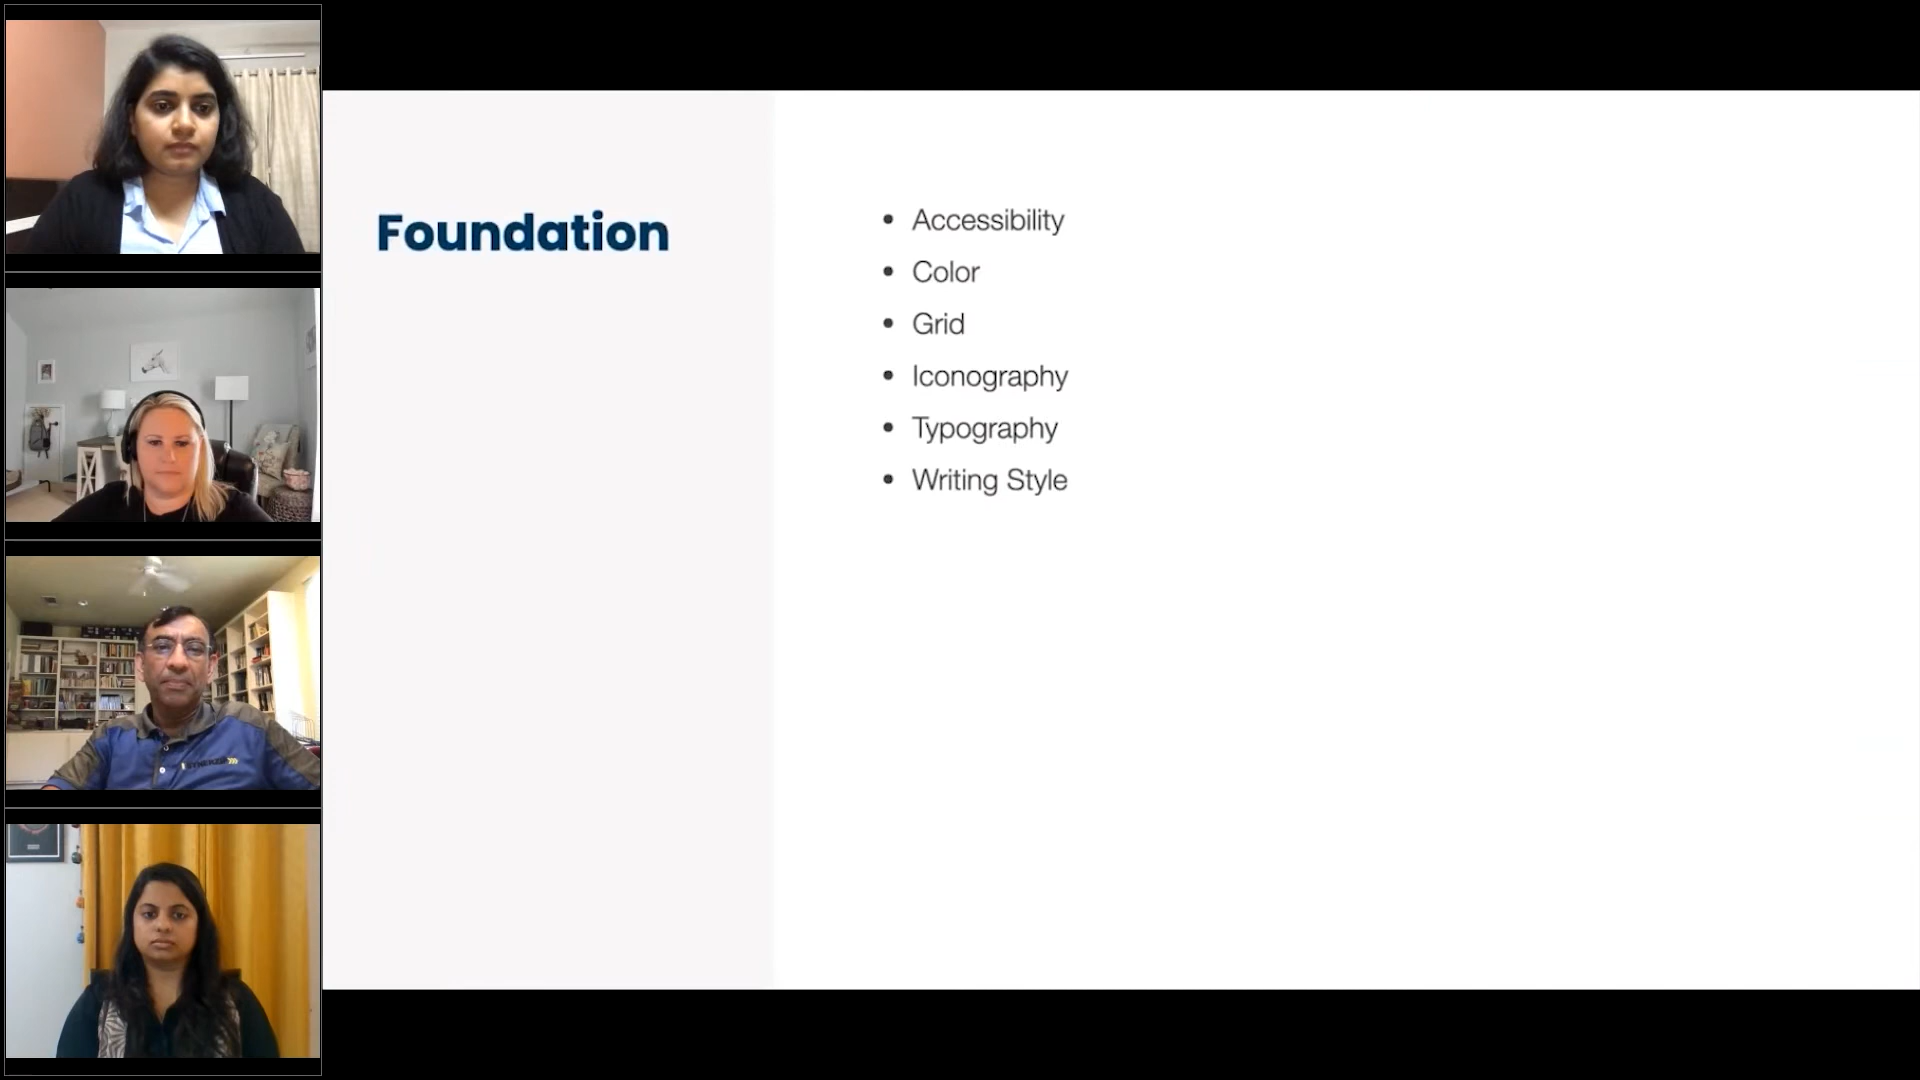 Foundation
• Accessibility
• Color
• Grid
• Iconography
• Typography
• Writing Style